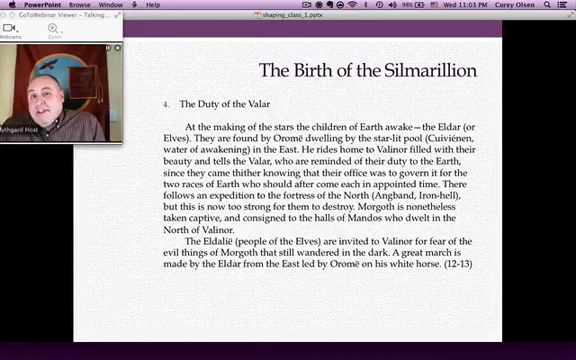 PowerPoint Window Help
98% Wed 11:03 PM Corey Olsen
GoToWebinar Viewer – Talking...
shaping_class_1.pptx
Webcams Zoom
Mythgard Host
The Birth of the Silmarillion
4. The Duty of the Valar
At the making of the stars the children of Earth awake—the Eldar (or
Elves). They are found by Oromë dwelling by the star-lit pool (Cuiviénen,
water of awakening) in the East. He rides home to Valinor filled with their
beauty and tells the Valar, who are reminded of their duty to the Earth,
since they came thither knowing that their office was to govern it for the
two races of Earth who should after come each in appointed time. There
follows an expedition to the fortress of the North (Angband, Iron-hell),
but this is now too strong for them to destroy. Morgoth is nonetheless
taken captive, and consigned to the halls of Mandos who dwelt in the
North of Valinor.
The Eldalië (people of the Elves) are invited to Valinor for fear of the
evil things of Morgoth that still wandered in the dark. A great march is
made by the Eldar from the East led by Oromë on his white horse. (12-13)